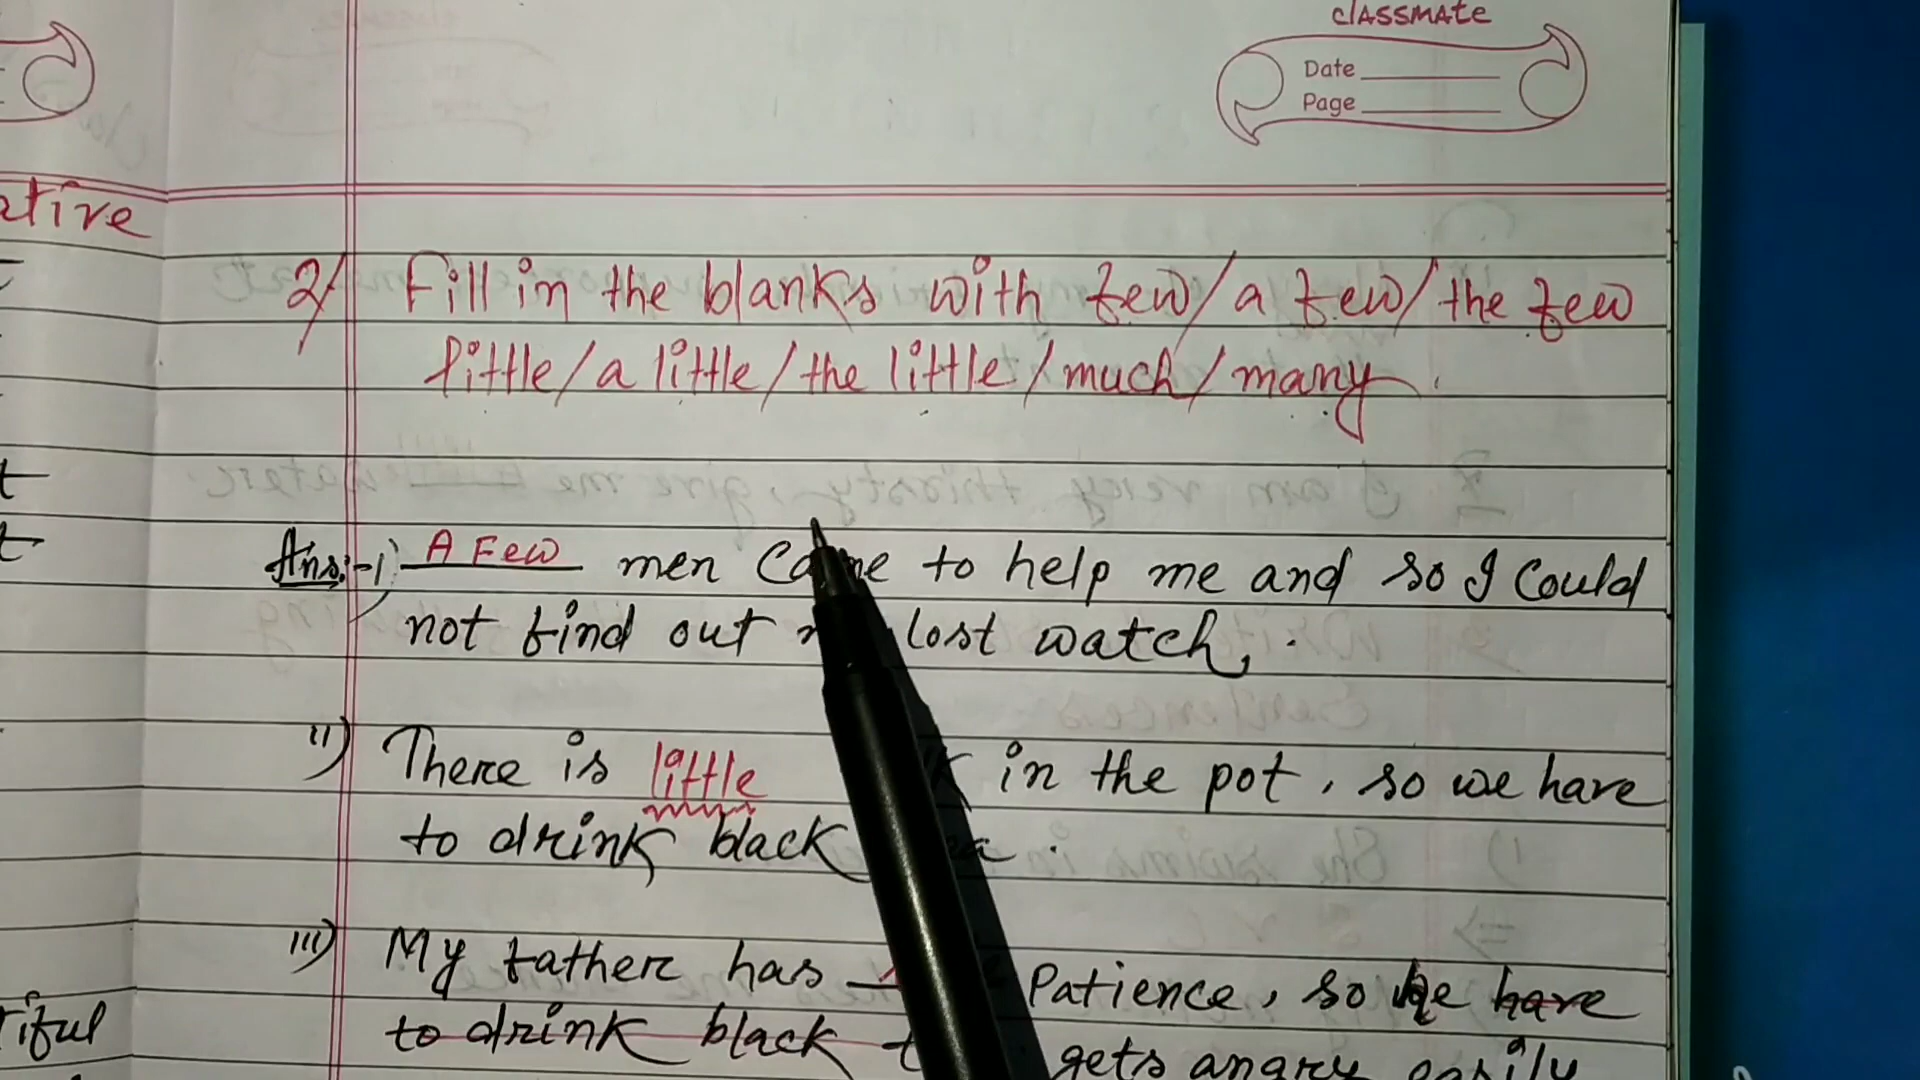 classmate
Date
Page
ative
2/ Fill in the blanks with few/a few/the few
little/a little/the little/much/many.
Ans:-i) A Few men came to help me and so I could
not find out lost watch,.
ii) There is little in the pot, so we have
to drink black
iii) My father has Patience, so he have
to drink black gets angry easily
tiful